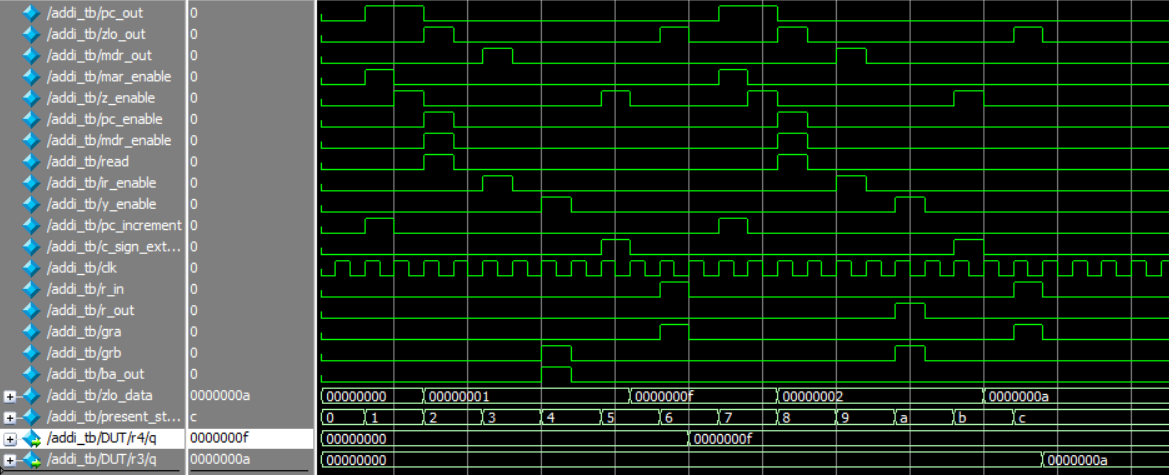 /addi_tb/pc_out 0
/addi_tb/zlo_out 0
/addi_tb/mdr_out 0
/addi_tb/mar_enable 0
/addi_tb/z_enable 0
/addi_tb/pc_enable 0
/addi_tb/mdr_enable 0
/addi_tb/read 0
/addi_tb/ir_enable 0
/addi_tb/y_enable 0
/addi_tb/pc_increment 0
/addi_tb/c_sign_ext... 0
/addi_tb/clk 0
/addi_tb/r_in 0
/addi_tb/r_out 0
/addi_tb/gra 0
/addi_tb/grb 0
/addi_tb/ba_out 0
/addi_tb/zlo_data 0000000a 00000000 00000001 0000000f 00000002 0000000a
/addi_tb/present_st... c 0 1 2 3 4 5 6 7 8 9 a b c
/addi_tb/DUT/r4/q 0000000f 00000000 0000000f
/addi_tb/DUT/r3/q 0000000a 00000000 0000000a